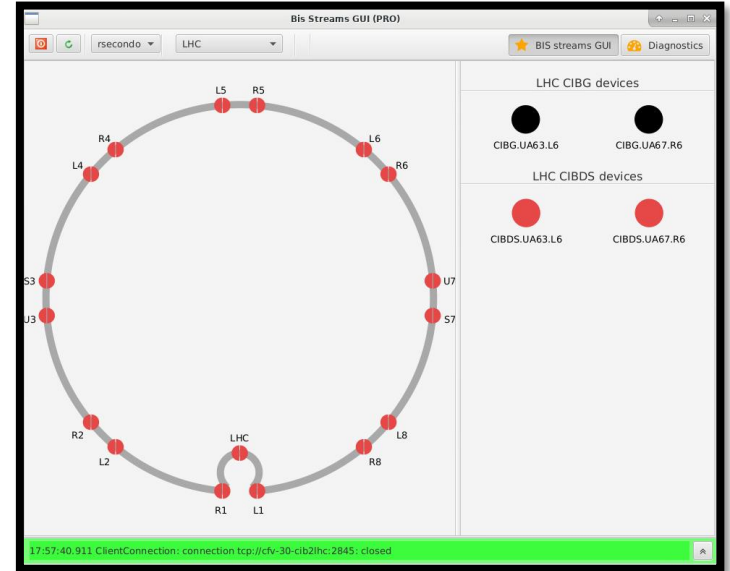 Bis Streams GUI (PRO)
rsecondo
LHC
BIS streams GUI
Diagnostics
L5
R5
R4
L6
L4
R6
S3
U7
U3
S7
R2
L8
L2
LHC
R8
R1
L1
LHC CIBG devices
CIBG.UA63.L6
CIBG.UA67.R6
LHC CIBDS devices
CIBDS.UA63.L6
CIBDS.UA67.R6
17:57:40.911 ClientConnection: connection tcp://cfv-30-cib2lhc:2845: closed